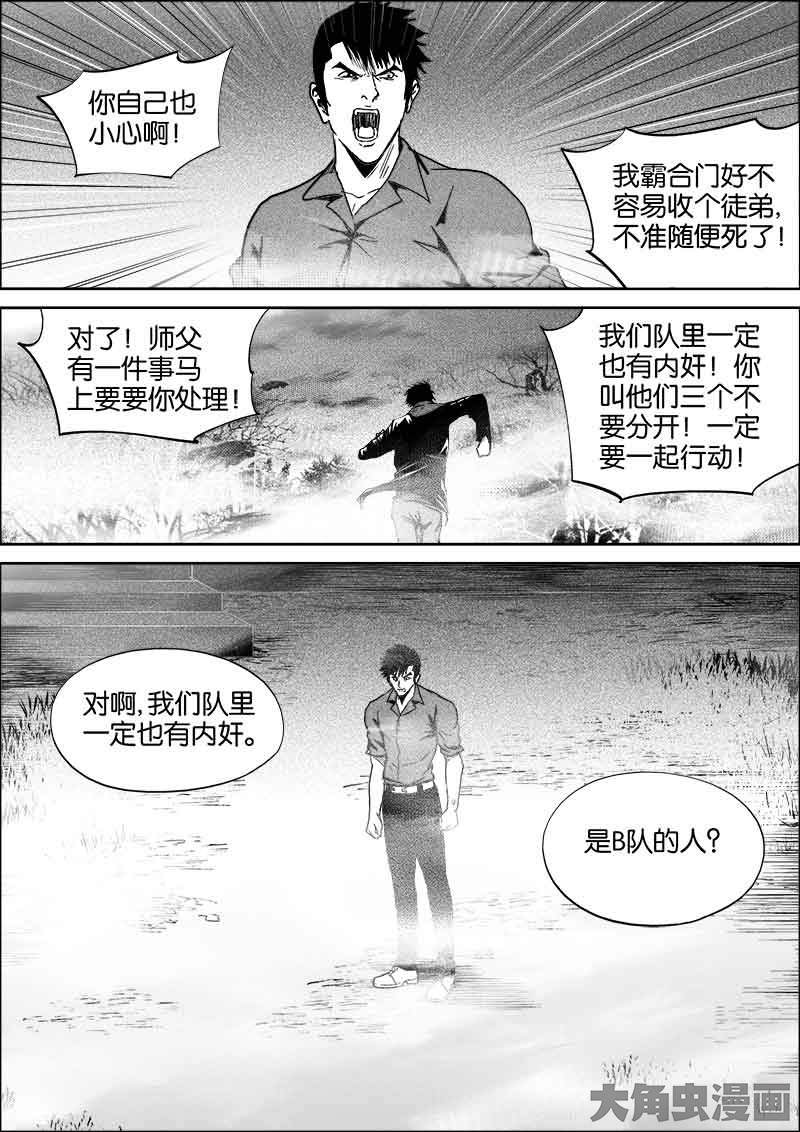 你自己也
小心啊！
我霸合门好不
容易收个徒弟，
不准随便死了！
对了！师父
有一件事马
上要要你处理！
我们队里一定
也有内奸！你
叫他们三个不
要分开！一定
要一起行动！
对啊，我们队里
一定也有内奸。
是B队的人？
大角虫漫画